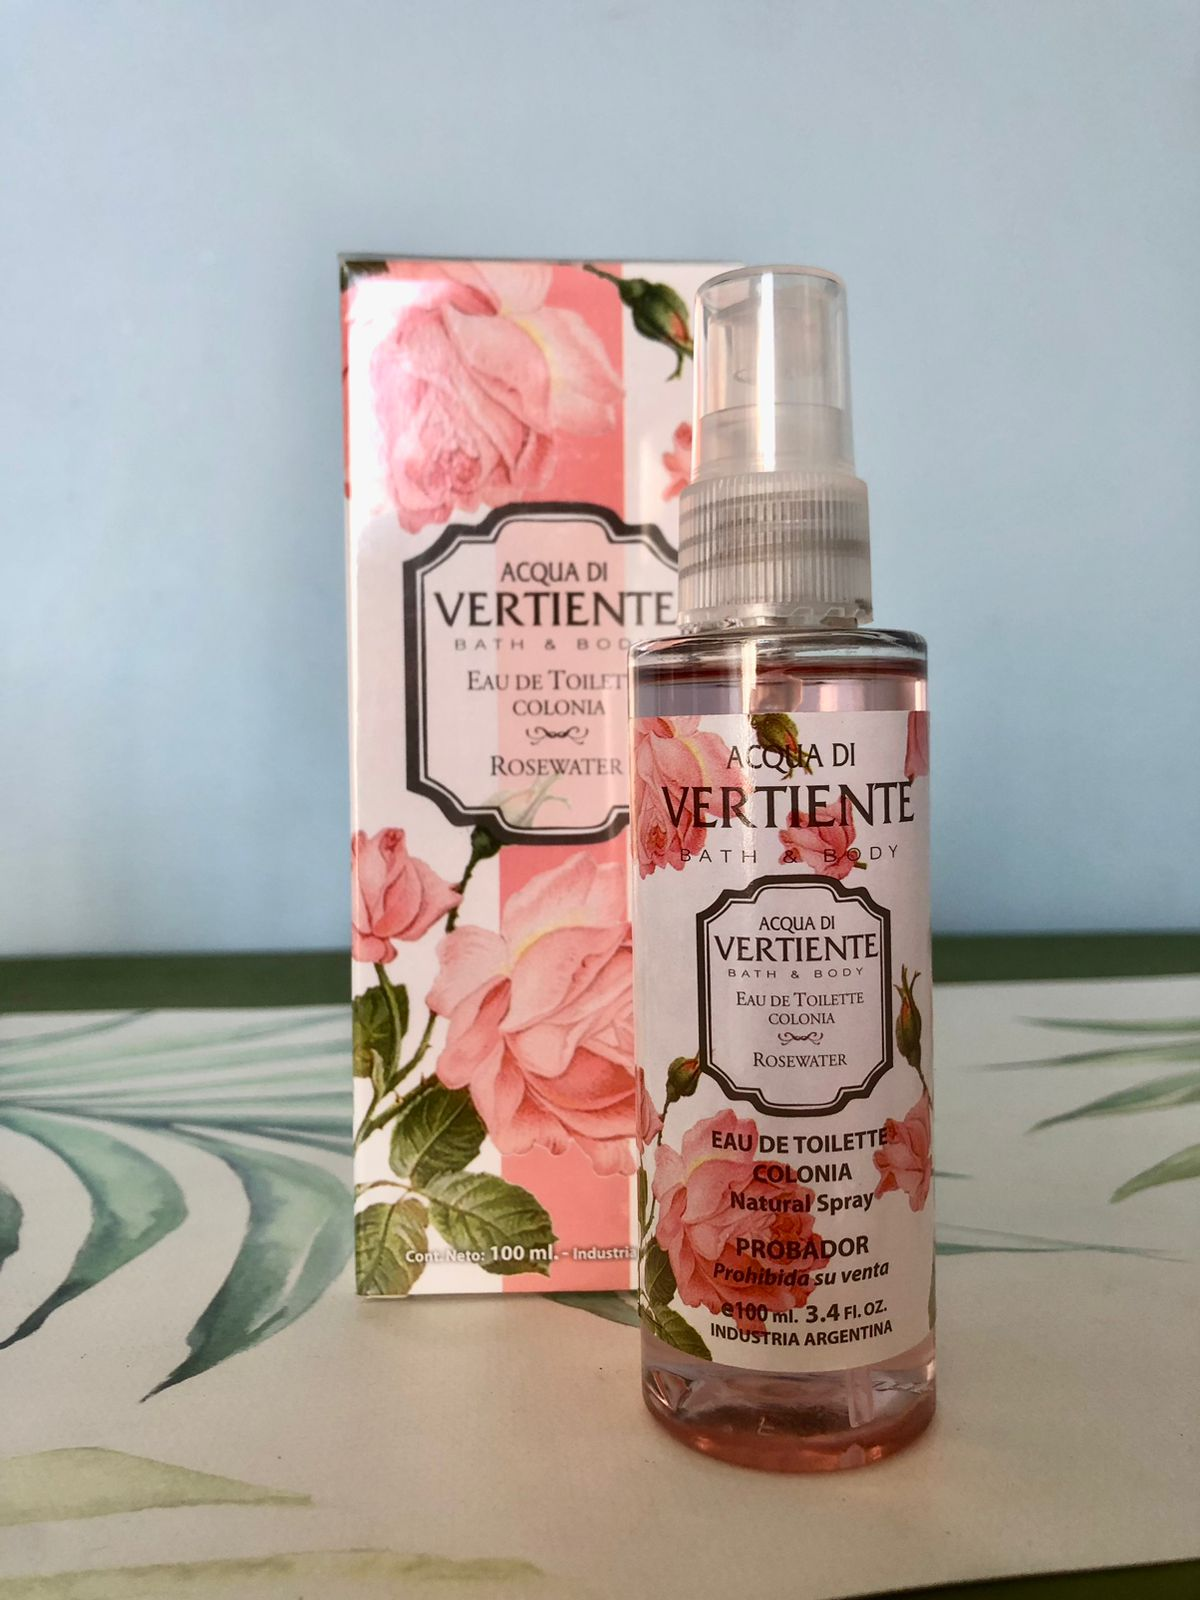 ACQUA DI
VERTIENTE
BATH & BODY
EAU DE TOILETTE
COLONIA
ROSEWATER
Cont. Neto: 100 ml. - Industria
ACQUA DI
VERTIENTE
BATH & BODY
ACQUA DI
VERTIENTE
BATH & BODY
EAU DE TOILETTE
COLONIA
ROSEWATER
EAU DE TOILETTE
COLONIA
Natural Spray
PROBADOR
Prohibida su venta
e100 ml. 3.4 FL. OZ.
INDUSTRIA ARGENTINA